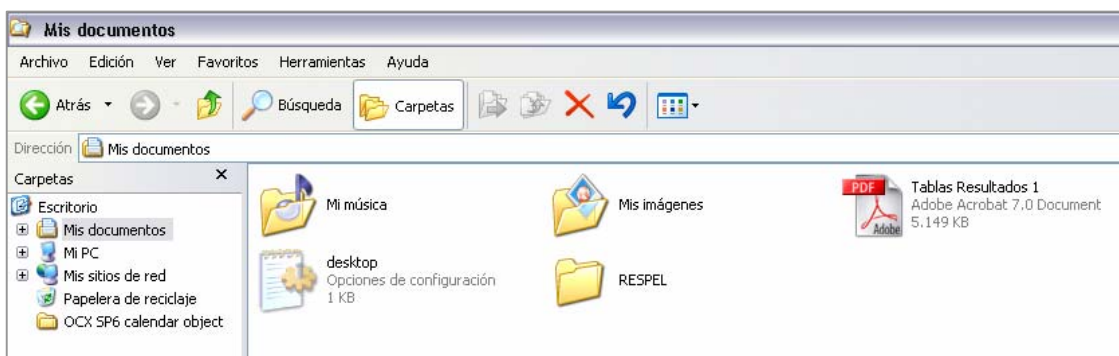 Mis documentos
Archivo Edición Ver Favoritos Herramientas Ayuda
Atrás Búsqueda Carpetas
Dirección Mis documentos
Carpetas x
Escritorio
Mis documentos
Mi PC
Mis sitios de red
Papelera de reciclaje
OCX SP6 calendar object
Mi música
Mis imágenes
PDF
Adobe
Tablas Resultados 1
Adobe Acrobat 7.0 Document
5.149 KB
desktop
Opciones de configuración
1 KB
RESPEL